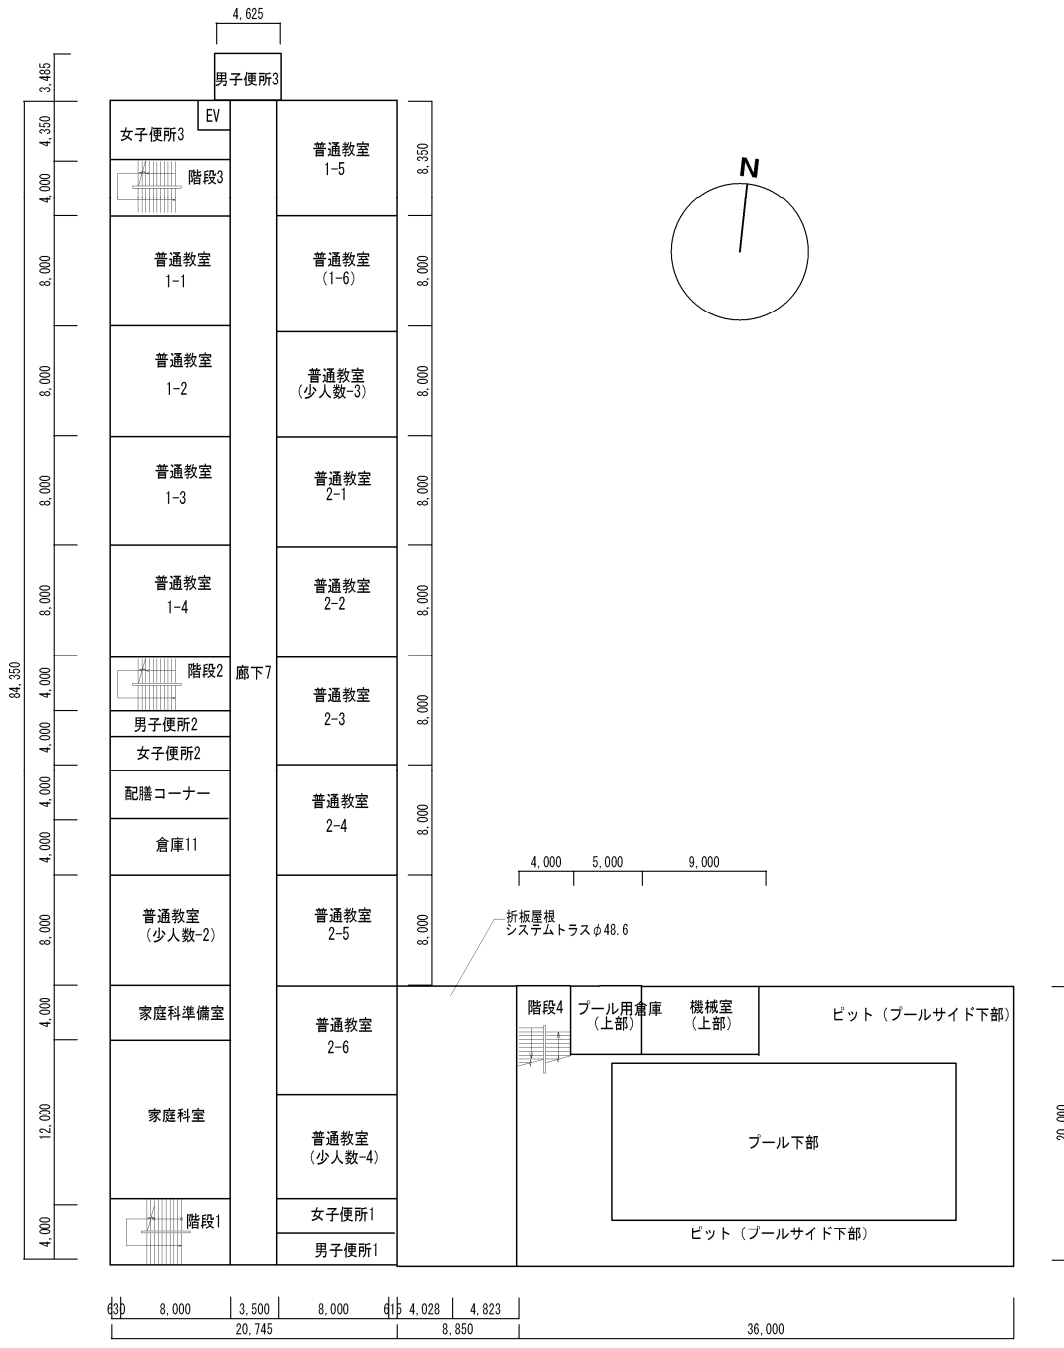 4,625
3,485
男子便所3
N
EV
女子便所3
4,350
普通教室
1-5
8,350
階段3
4,000
普通教室
1-1
8,000
普通教室
(1-6)
8,000
普通教室
1-2
8,000
普通教室
(少人数-3)
8,000
普通教室
1-3
8,000
普通教室
2-1
8,000
普通教室
1-4
8,000
普通教室
2-2
8,000
84,350
階段2
4,000
廊下7
普通教室
2-3
8,000
男子便所2
4,000
女子便所2
配膳コーナー
4,000
普通教室
2-4
8,000
倉庫11
4,000
4,000
5,000
9,000
普通教室
(少人数-2)
8,000
普通教室
2-5
8,000
折板屋根
システムトラスφ48.6
家庭科準備室
4,000
普通教室
2-6
階段4
プール用倉庫
(上部)
機械室
(上部)
ピット（プールサイド下部）
家庭科室
12,000
普通教室
(少人数-4)
プール下部
20,000
階段1
4,000
女子便所1
男子便所1
ピット（プールサイド下部）
630
8,000
3,500
8,000
615
4,028
4,823
20,745
8,850
36,000